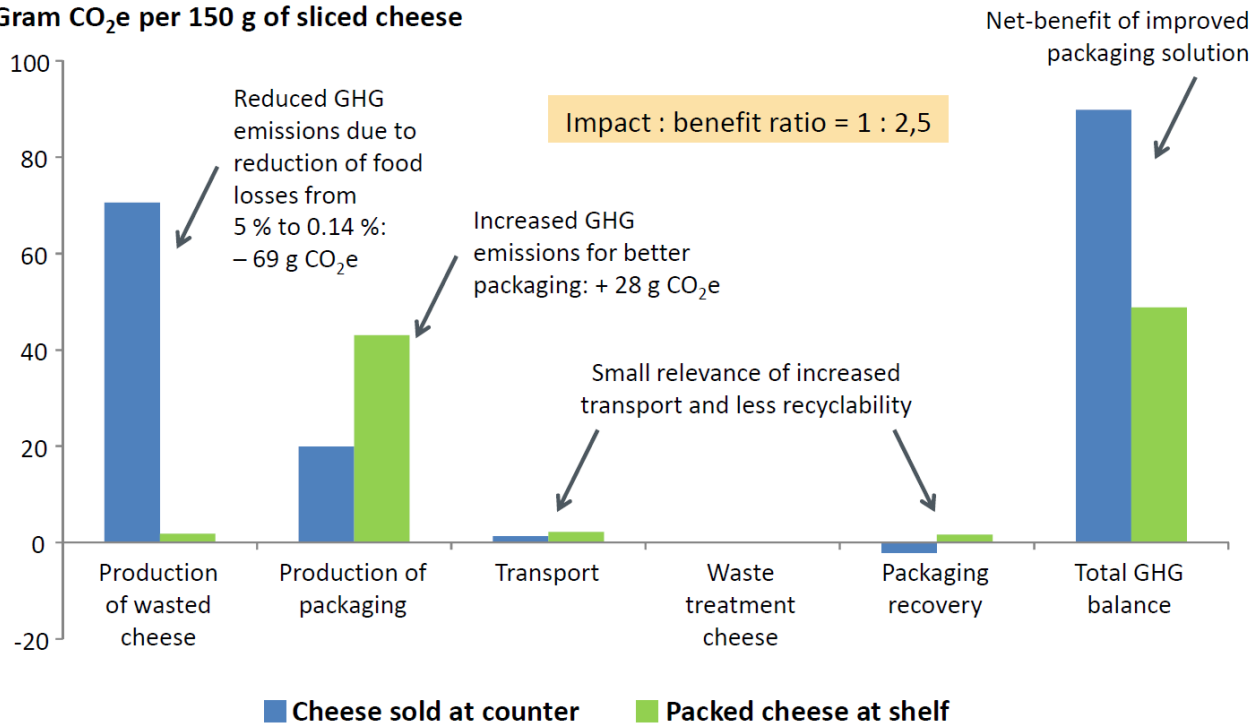 Gram CO₂e per 150 g of sliced cheese
Net-benefit of improved
packaging solution
100
80
60
40
20
0
-20
Reduced GHG
emissions due to
reduction of food
losses from
5 % to 0.14 %:
– 69 g CO₂e
Impact : benefit ratio = 1 : 2,5
Increased GHG
emissions for better
packaging: + 28 g CO₂e
Small relevance of increased
transport and less recyclability
Production
of wasted
cheese
Production of
packaging
Transport
Waste
treatment
cheese
Packaging
recovery
Total GHG
balance
Cheese sold at counter
Packed cheese at shelf